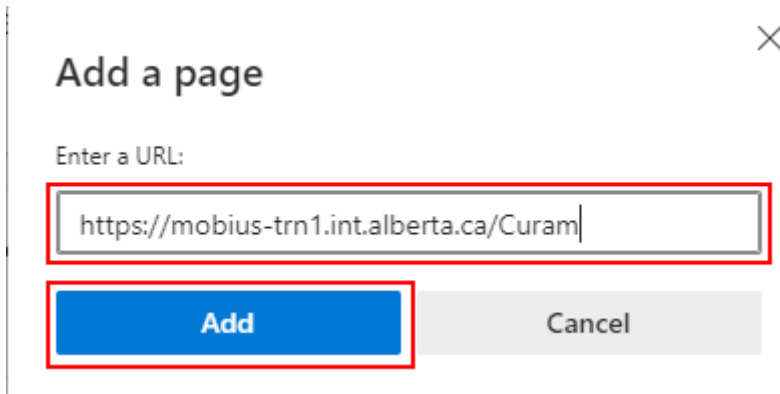 Add a page
Enter a URL:
https://mobius-trn1.int.alberta.ca/Curam
Add
Cancel